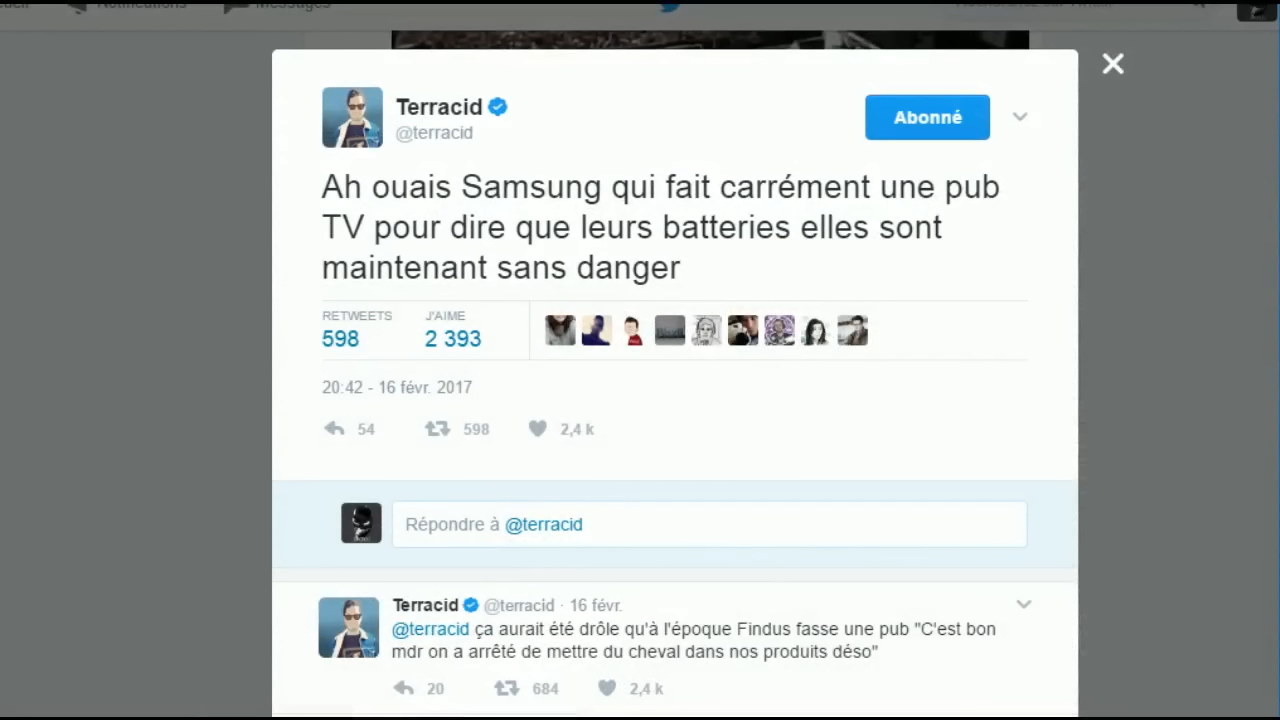 Notifications
Messages
Terracid
@terracid
Abonné
Ah ouais Samsung qui fait carrément une pub
TV pour dire que leurs batteries elles sont
maintenant sans danger
RETWEETS
J'AIME
598
2 393
20:42 - 16 févr. 2017
54
598
2,4 k
Répondre à @terracid
Terracid @terracid · 16 févr.
@terracid ça aurait été drôle qu'à l'époque Findus fasse une pub "C'est bon
mdr on a arrêté de mettre du cheval dans nos produits déso"
20
684
2,4 k